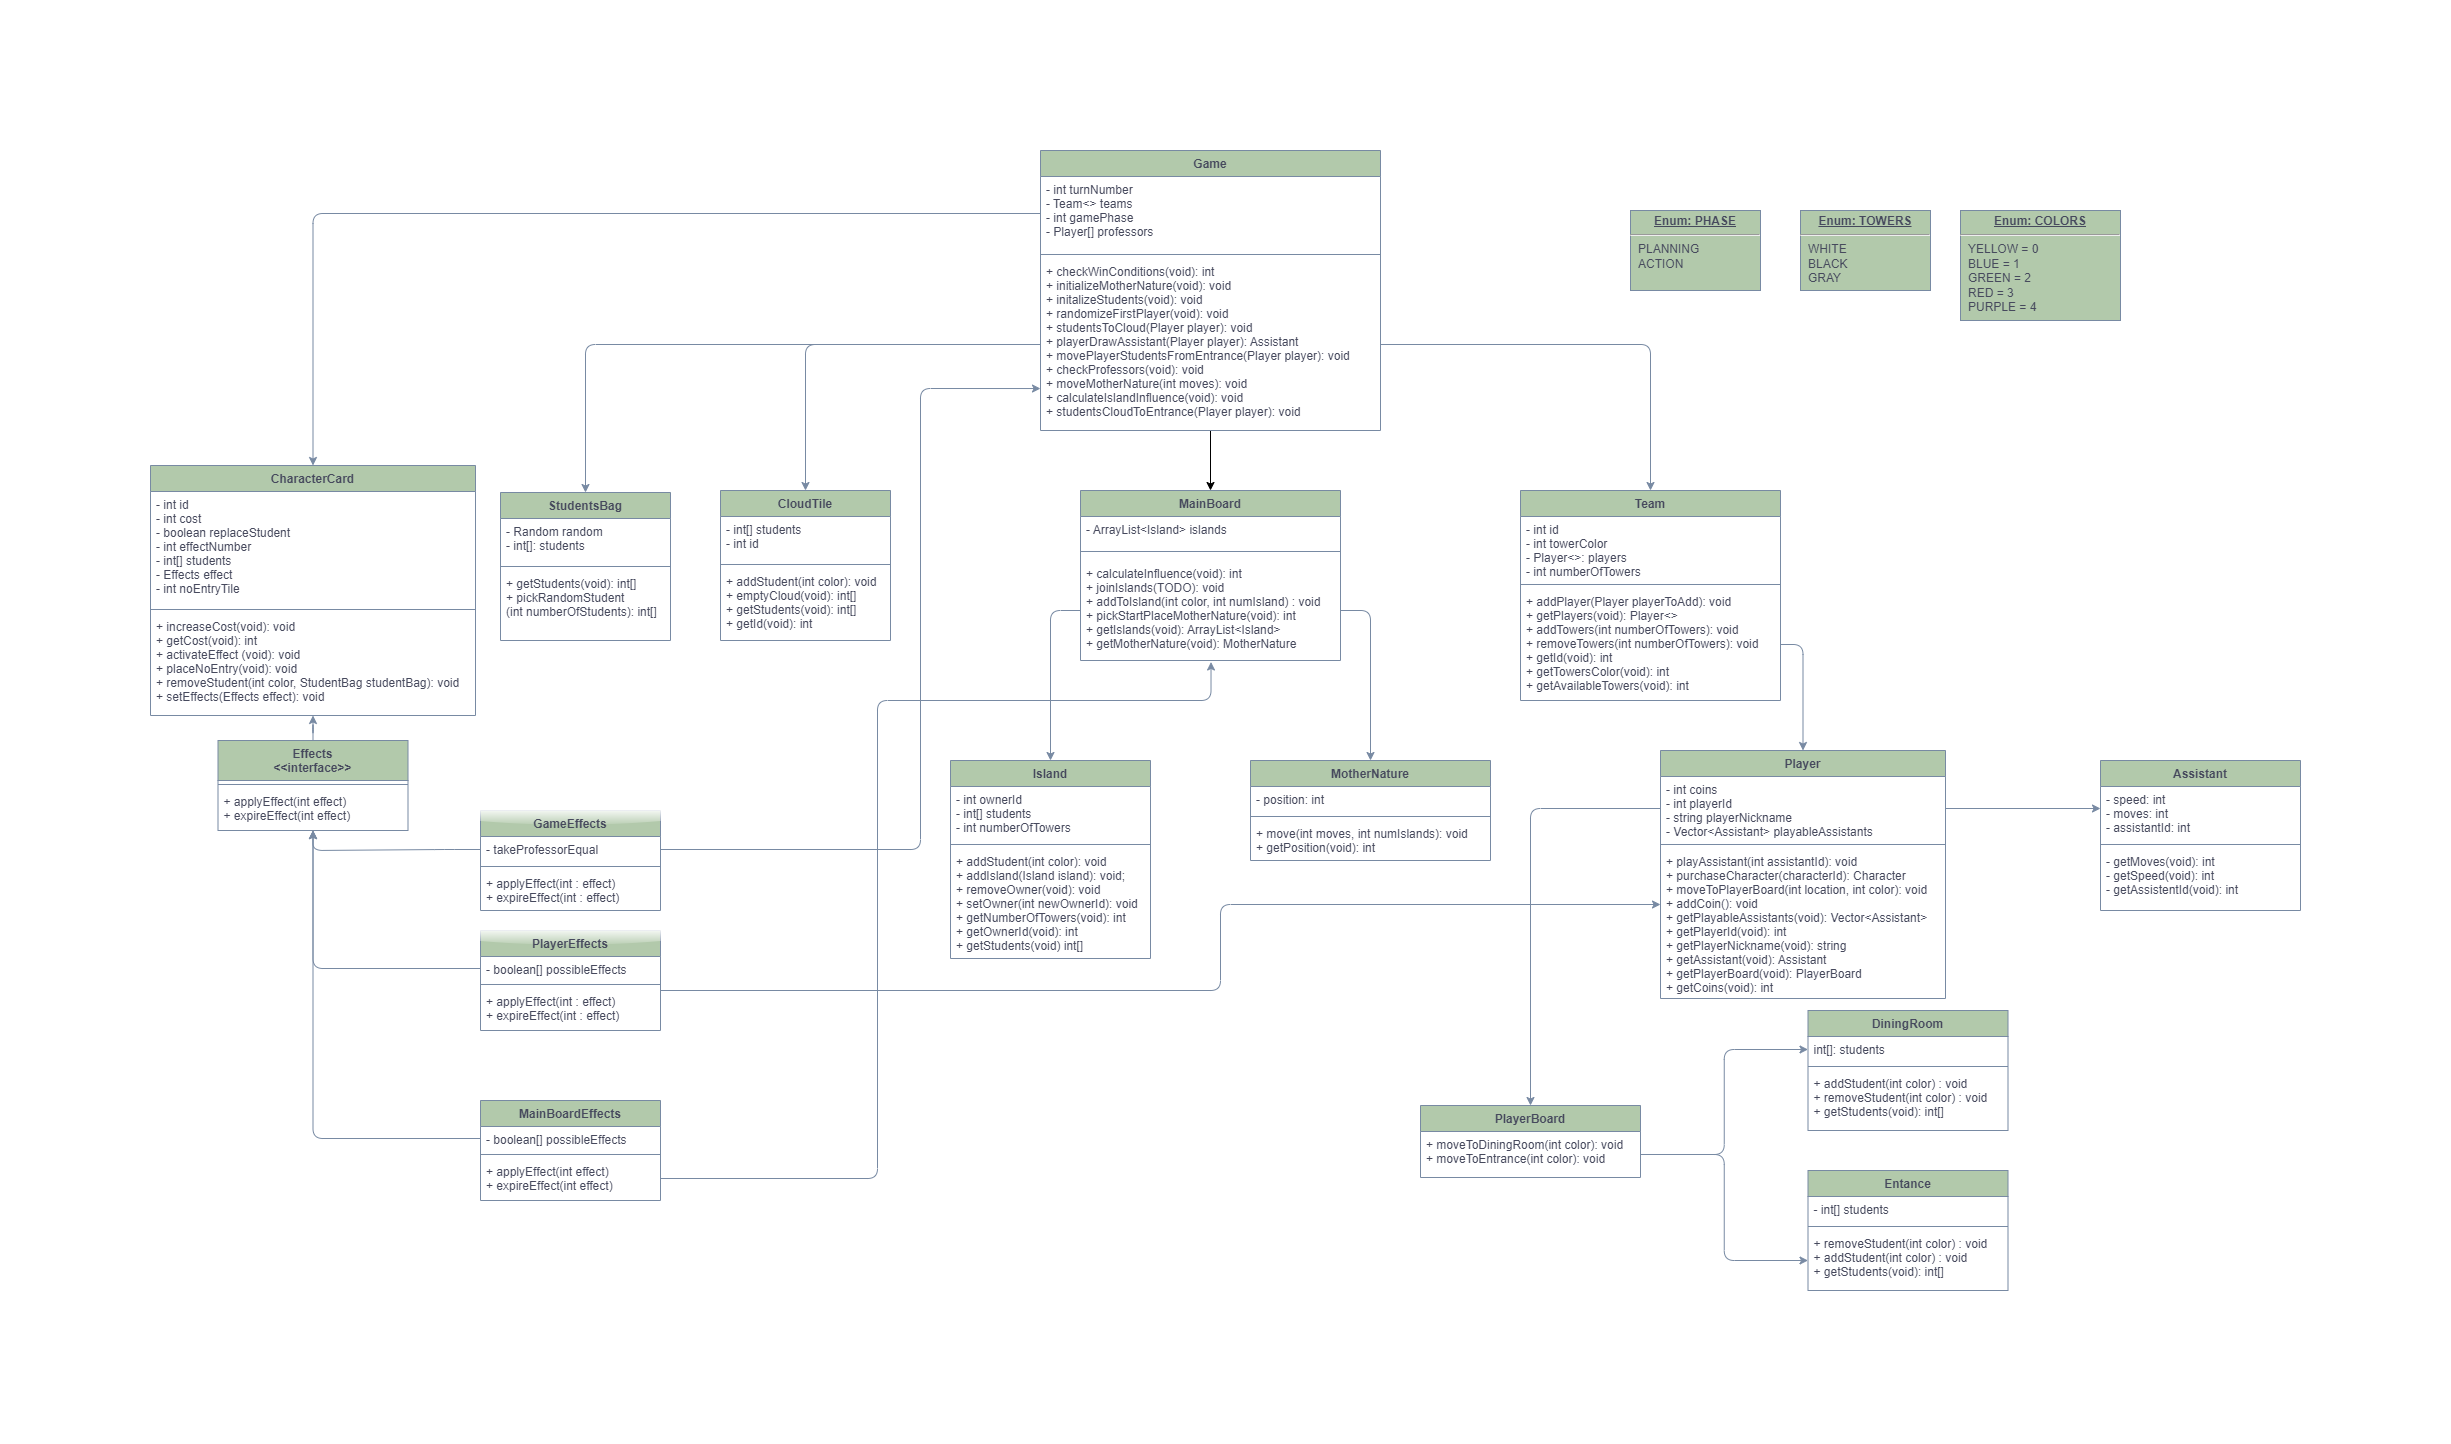 Game
- int turnNumber
- Team<> teams
- int gamePhase
- Player[] professors
+ checkWinConditions(void): int
+ initializeMotherNature(void): void
+ initalizeStudents(void): void
+ randomizeFirstPlayer(void): void
+ studentsToCloud(Player player): void
+ playerDrawAssistant(Player player): Assistant
+ movePlayerStudentsFromEntrance(Player player): void
+ checkProfessors(void): void
+ moveMotherNature(int moves): void
+ calculateIslandInfluence(void): void
+ studentsCloudToEntrance(Player player): void
Enum: PHASE
PLANNING
ACTION
Enum: TOWERS
WHITE
BLACK
GRAY
Enum: COLORS
YELLOW = 0
BLUE = 1
GREEN = 2
RED = 3
PURPLE = 4
CharacterCard
- int id
- int cost
- boolean replaceStudent
- int effectNumber
- int[] students
- Effects effect
- int noEntryTile
+ increaseCost(void): void
+ getCost(void): int
+ activateEffect (void): void
+ placeNoEntry(void): void
+ removeStudent(int color, StudentBag studentBag): void
+ setEffects(Effects effect): void
StudentsBag
- Random random
- int[]: students
+ getStudents(void): int[]
+ pickRandomStudent
(int numberOfStudents): int[]
CloudTile
- int[] students
- int id
+ addStudent(int color): void
+ emptyCloud(void): int[]
+ getStudents(void): int[]
+ getId(void): int
MainBoard
- ArrayList<Island> islands
+ calculateInfluence(void): int
+ joinIslands(TODO): void
+ addToIsland(int color, int numIsland) : void
+ pickStartPlaceMotherNature(void): int
+ getIslands(void): ArrayList<Island>
+ getMotherNature(void): MotherNature
Team
- int id
- int towerColor
- Player<>: players
- int numberOfTowers
+ addPlayer(Player playerToAdd): void
+ getPlayers(void): Player<>
+ addTowers(int numberOfTowers): void
+ removeTowers(int numberOfTowers): void
+ getId(void): int
+ getTowersColor(void): int
+ getAvailableTowers(void): int
Effects
<<interface>>
+ applyEffect(int effect)
+ expireEffect(int effect)
GameEffects
- takeProfessorEqual
+ applyEffect(int : effect)
+ expireEffect(int : effect)
PlayerEffects
- boolean[] possibleEffects
+ applyEffect(int : effect)
+ expireEffect(int : effect)
MainBoardEffects
- boolean[] possibleEffects
+ applyEffect(int effect)
+ expireEffect(int effect)
Island
- int ownerId
- int[] students
- int numberOfTowers
+ addStudent(int color): void
+ addIsland(Island island): void;
+ removeOwner(void): void
+ setOwner(int newOwnerId): void
+ getNumberOfTowers(void): int
+ getOwnerId(void): int
+ getStudents(void) int[]
MotherNature
- position: int
+ move(int moves, int numIslands): void
+ getPosition(void): int
Player
- int coins
- int playerId
- string playerNickname
- Vector<Assistant> playableAssistants
+ playAssistant(int assistantId): void
+ purchaseCharacter(characterId): Character
+ moveToPlayerBoard(int location, int color): void
+ addCoin(): void
+ getPlayableAssistants(void): Vector<Assistant>
+ getPlayerId(void): int
+ getPlayerNickname(void): string
+ getAssistant(void): Assistant
+ getPlayerBoard(void): PlayerBoard
+ getCoins(void): int
Assistant
- speed: int
- moves: int
- assistantId: int
- getMoves(void): int
- getSpeed(void): int
- getAssistentId(void): int
PlayerBoard
+ moveToDiningRoom(int color): void
+ moveToEntrance(int color): void
DiningRoom
int[]: students
+ addStudent(int color) : void
+ removeStudent(int color) : void
+ getStudents(void): int[]
Entance
- int[] students
+ removeStudent(int color) : void
+ addStudent(int color) : void
+ getStudents(void): int[]